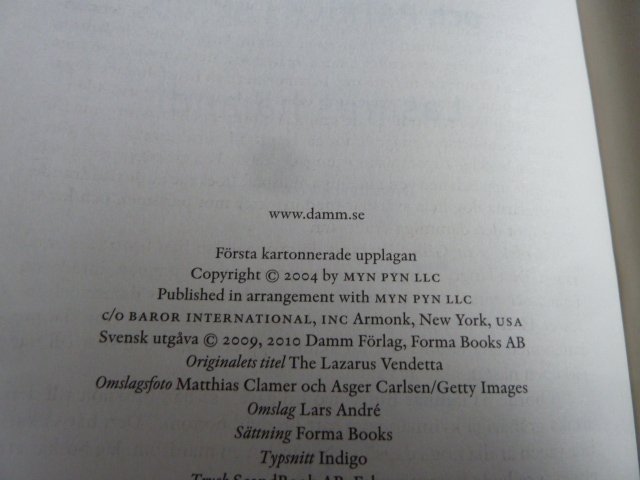 www.damm.se
Första kartonnerade upplagan
Copyright © 2004 by MYN PYN LLC
Published in arrangement with MYN PYN LLC
c/o BAROR INTERNATIONAL, INC Armonk, New York, USA
Svensk utgåva © 2009, 2010 Damm Förlag, Forma Books AB
Originalets titel The Lazarus Vendetta
Omslagsfoto Matthias Clamer och Asger Carlsen/Getty Images
Omslag Lars André
Sättning Forma Books
Typsnitt Indigo